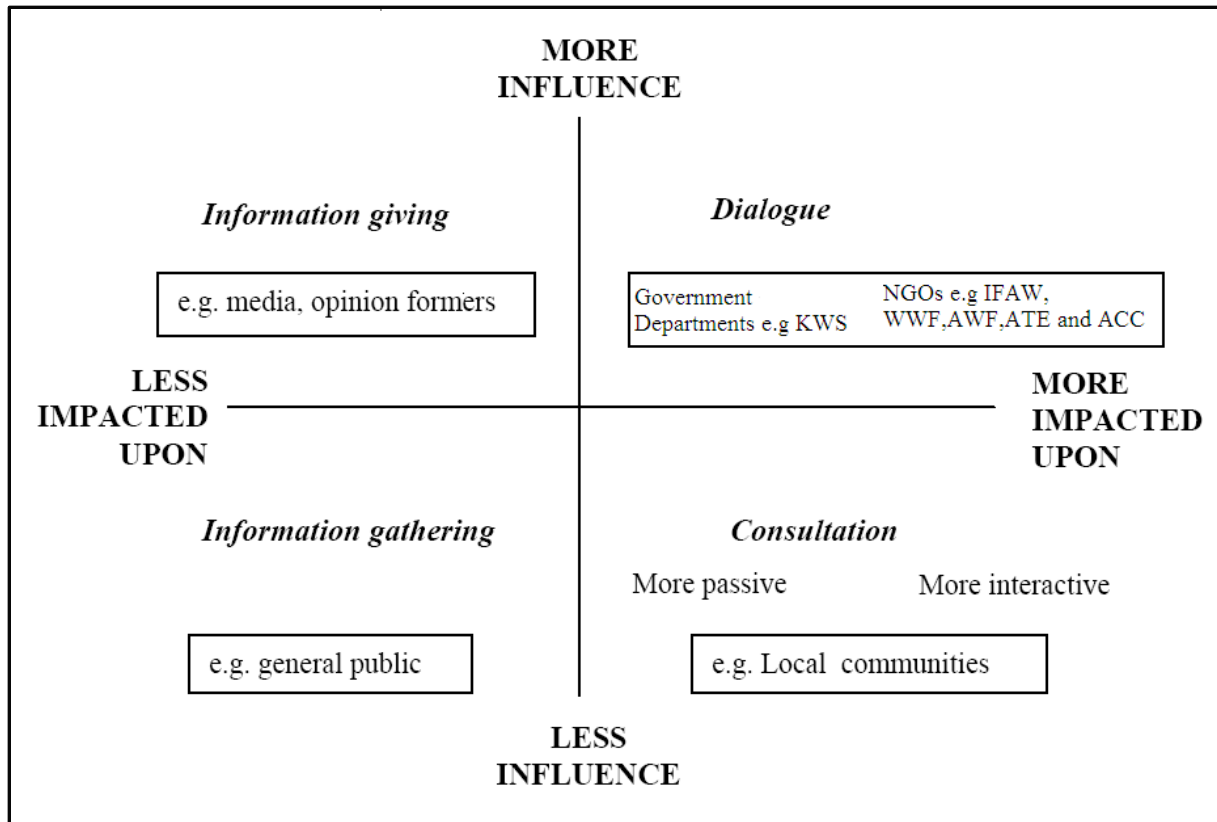 MORE
INFLUENCE
Information giving
Dialogue
e.g. media, opinion formers
Government
Departments e.g KWS
NGOs e.g IFAW,
WWF,AWF,ATE and ACC
LESS
IMPACTED
UPON
MORE
IMPACTED
UPON
Information gathering
Consultation
More passive
More interactive
e.g. general public
e.g. Local communities
LESS
INFLUENCE